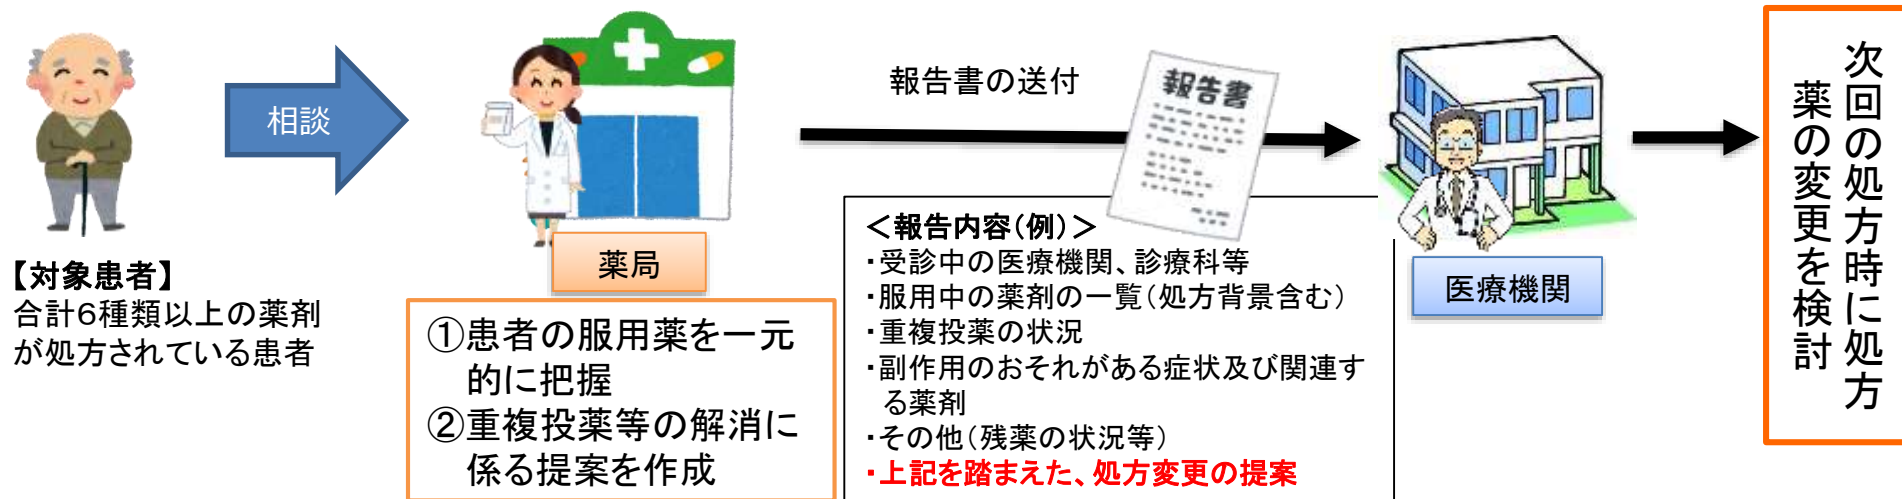 【対象患者】
合計６種類以上の薬剤
が処方されている患者
相談
薬局
①患者の服用薬を一元
的に把握
②重複投薬等の解消に
係る提案を作成
報告書の送付
報告書
＜報告内容（例）＞
・受診中の医療機関、診療科等
・服用中の薬剤の一覧（処方背景含む）
・重複投薬の状況
・副作用のおそれがある症状及び関連す
る薬剤
・その他（残薬の状況等）
・上記を踏まえた、処方変更の提案
医療機関
次回の処方時に処方
薬の変更を検討